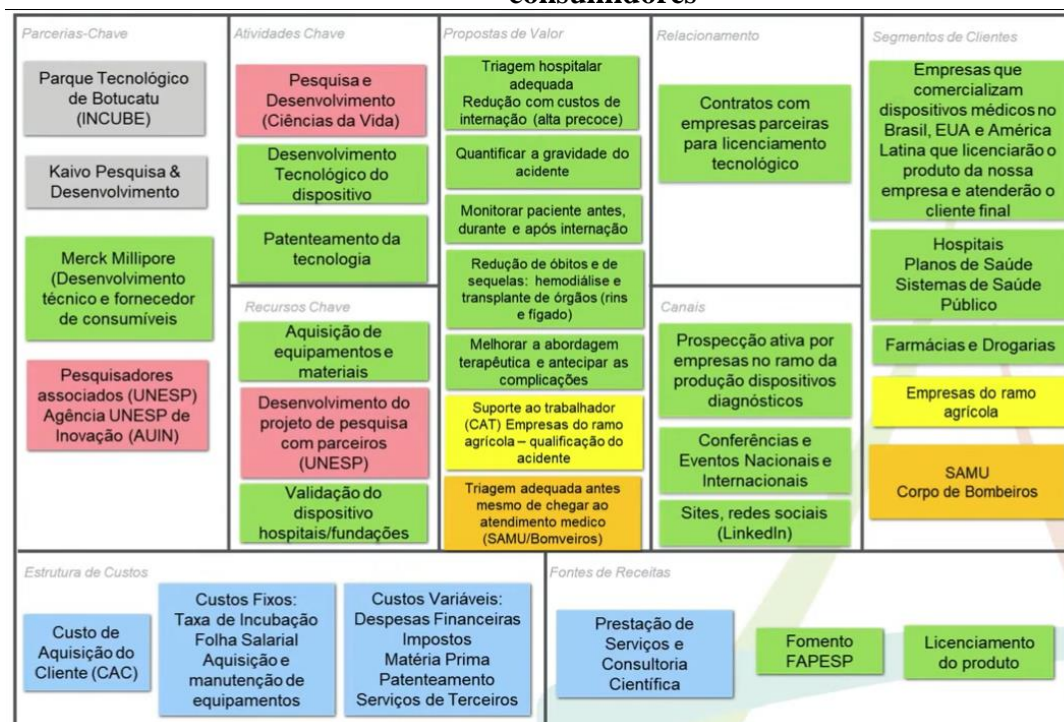 consumidores
Parcerias-Chave
Parque Tecnológico
de Botucatu
(INCUBE)
Kaivo Pesquisa &
Desenvolvimento
Merck Millipore
(Desenvolvimento
técnico e fornecedor
de consumíveis
Pesquisadores
associados (UNESP)
Agência UNESP de
Inovação (AUIN)
Atividades Chave
Pesquisa e
Desenvolvimento
(Ciências da Vida)
Desenvolvimento
Tecnológico do
dispositivo
Patenteamento da
tecnologia
Recursos Chave
Aquisição de
equipamentos e
materiais
Desenvolvimento do
projeto de pesquisa
com parceiros
(UNESP)
Validação do
dispositivo
hospitais/fundações
Propostas de Valor
Triagem hospitalar
adequada
Redução com custos de
internação (alta precoce)
Quantificar a gravidade do
acidente
Monitorar paciente antes,
durante e após internação
Redução de óbitos e de
sequelas: hemodiálise e
transplante de órgãos (rins
e fígado)
Melhorar a abordagem
terapêutica e antecipar as
complicações
Suporte ao trabalhador
(CAT) Empresas do ramo
agrícola – qualificação do
acidente
Triagem adequada antes
mesmo de chegar ao
atendimento medico
(SAMU/Bomveiros)
Relacionamento
Contratos com
empresas parceiras
para licenciamento
tecnológico
Canais
Prospecção ativa por
empresas no ramo da
produção dispositivos
diagnósticos
Conferências e
Eventos Nacionais e
Internacionais
Sites, redes sociais
(LinkedIn)
Segmentos de Clientes
Empresas que
comercializam
dispositivos médicos no
Brasil, EUA e América
Latina que licenciarão o
produto da nossa
empresa e atenderão o
cliente final
Hospitais
Planos de Saúde
Sistemas de Saúde
Público
Farmácias e Drogarias
Empresas do ramo
agrícola
SAMU
Corpo de Bombeiros
Estrutura de Custos
Custo de
Aquisição do
Cliente (CAC)
Custos Fixos:
Taxa de Incubação
Folha Salarial
Aquisição e
manutenção de
equipamentos
Custos Variáveis:
Despesas Financeiras
Impostos
Matéria Prima
Patenteamento
Serviços de Terceiros
Fontes de Receitas
Prestação de
Serviços e
Consultoria
Científica
Fomento
FAPESP
Licenciamento
do produto